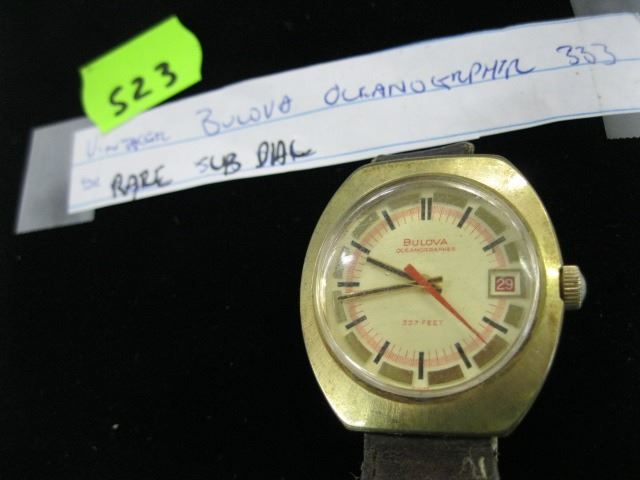 523
VINTAGE BULOVA OCEANOGRAPHER 333
RARE SUB DIAL
BULOVA
OCEANOGRAPHER
29
333 FEET